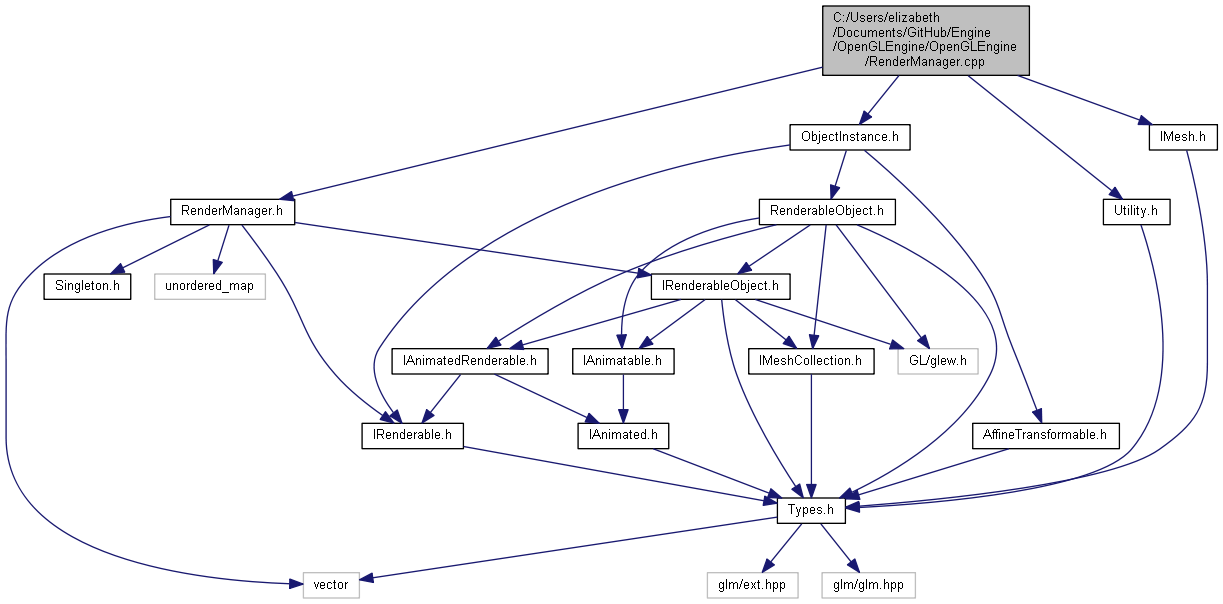 C:/Users/elizabeth
/Documents/GitHub/Engine
/OpenGLEngine/OpenGLEngine
/RenderManager.cpp
ObjectInstance.h
IMesh.h
RenderManager.h
RenderableObject.h
Utility.h
Singleton.h
unordered_map
IRenderableObject.h
IAnimatedRenderable.h
IAnimatable.h
IMeshCollection.h
GL/glew.h
IRenderable.h
IAnimated.h
AffineTransformable.h
Types.h
vector
glm/ext.hpp
glm/glm.hpp